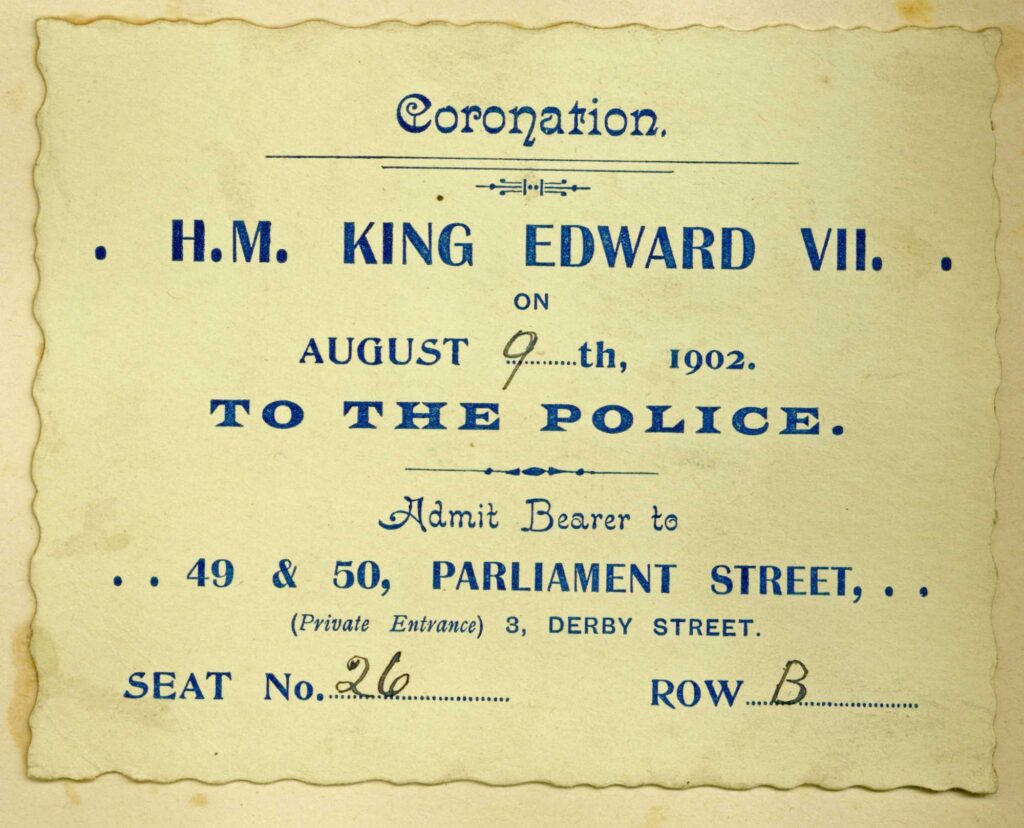 Coronation.
. H.M. KING EDWARD VII. .
ON
AUGUST 9th, 1902.
TO THE POLICE.
Admit Bearer to
. . 49 & 50, PARLIAMENT STREET, . .
(Private Entrance) 3, DERBY STREET.
SEAT No. 26 ROW B